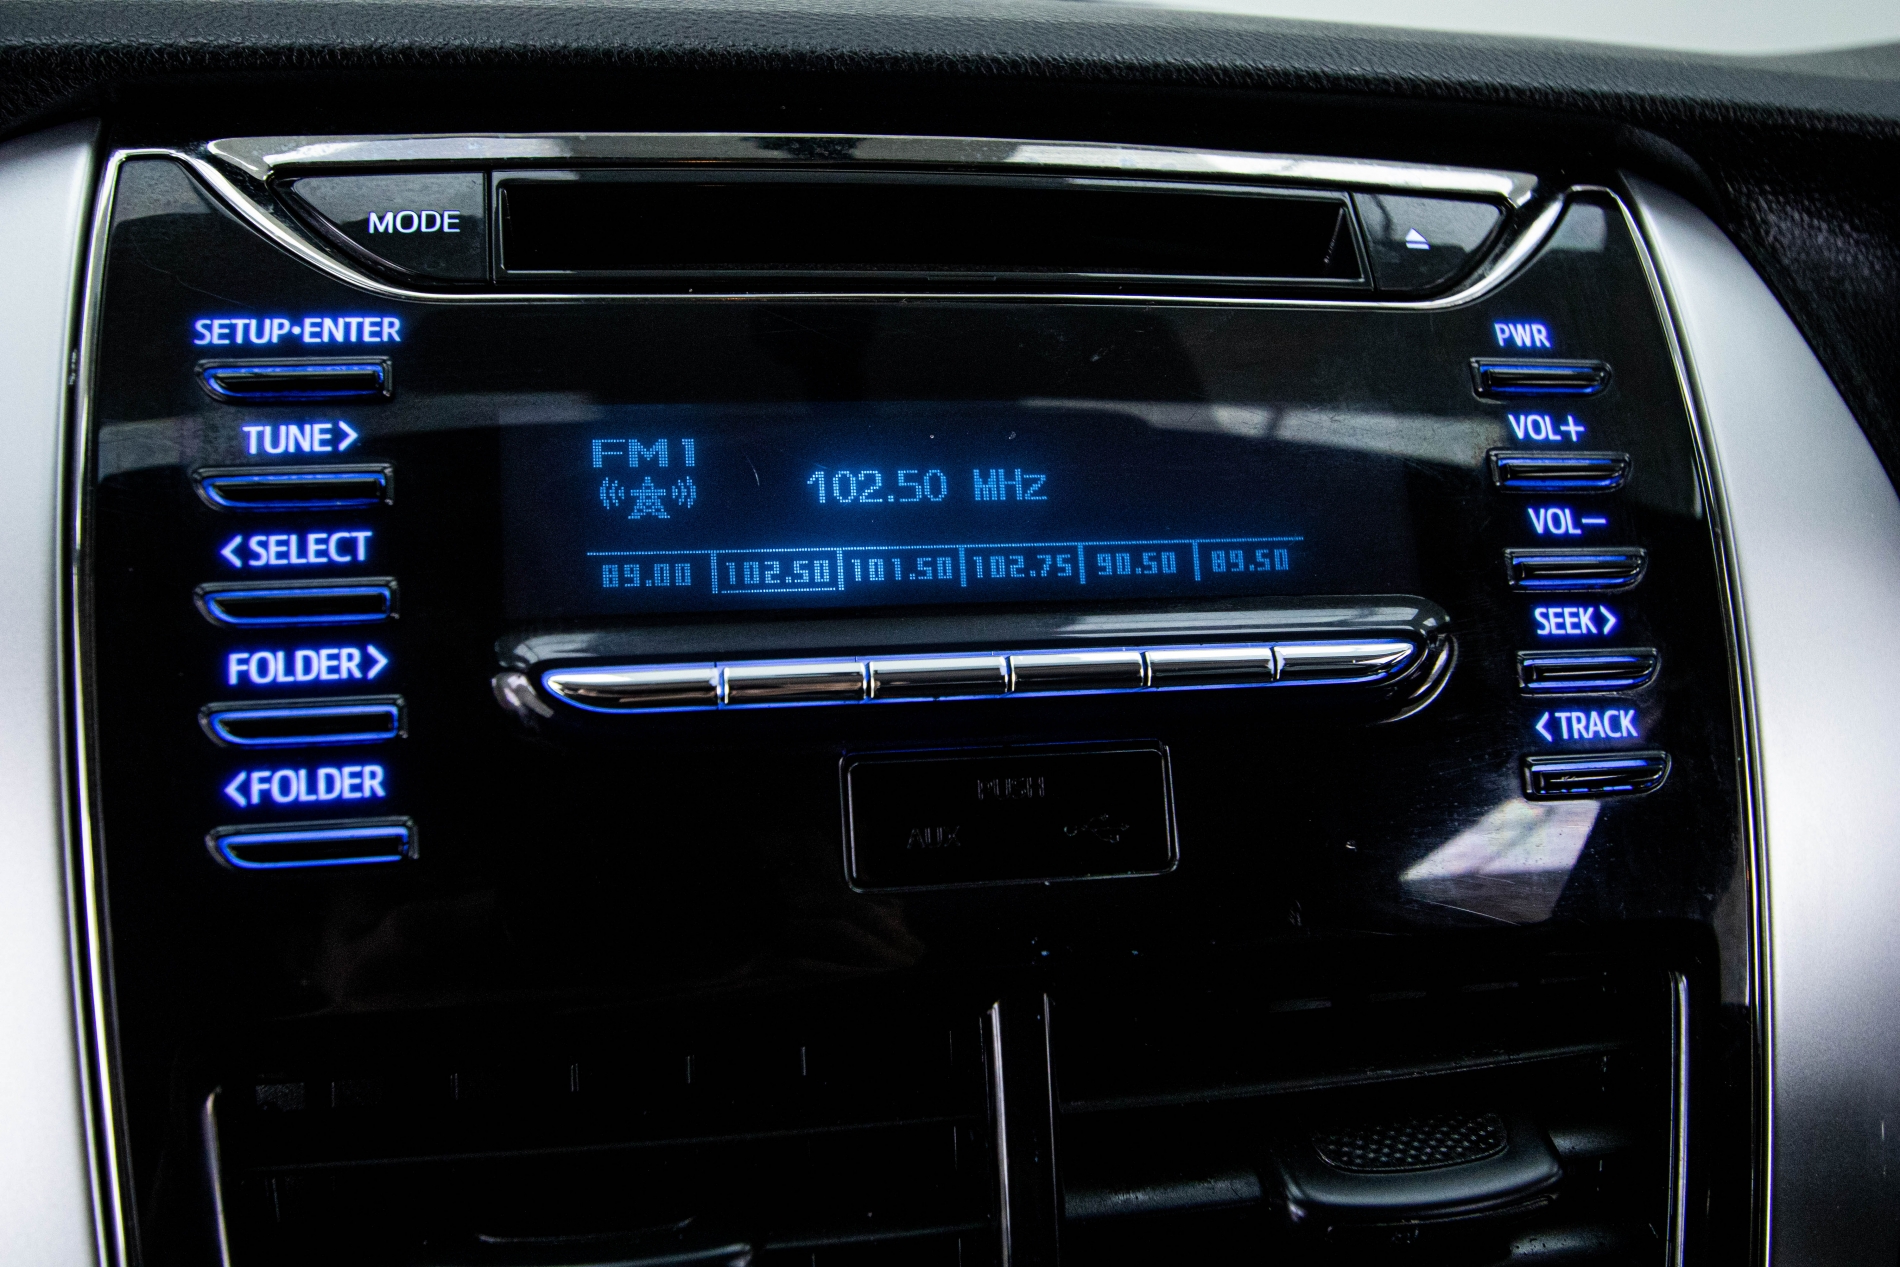 MODE
SETUP•ENTER
TUNE>
<SELECT
FOLDER>
<FOLDER
FM1
102.50 MHz
89.00 102.50 101.50 102.75 90.50 89.50
PWR
VOL+
VOL−
SEEK>
<TRACK
PUSH
AUX